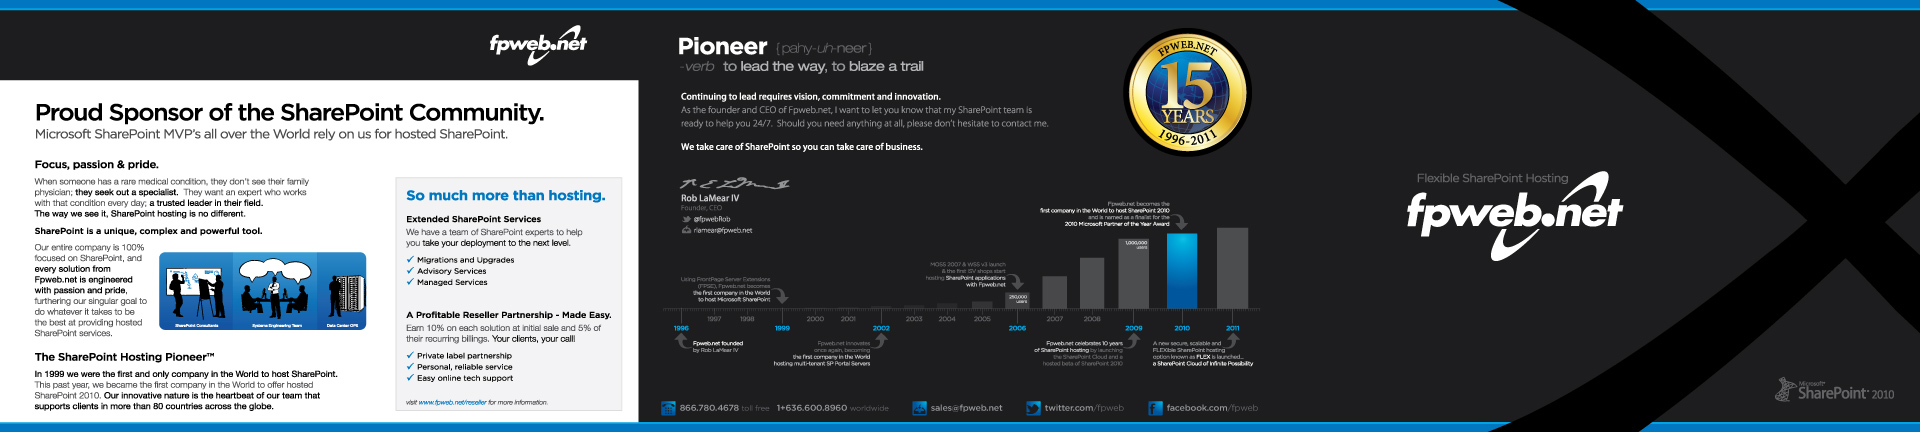 fpweb.net
Proud Sponsor of the SharePoint Community.
Microsoft SharePoint MVP's all over the World rely on us for hosted SharePoint.
Focus, passion & pride.
When someone has a rare medical condition, they don't see their family
physician; they seek out a specialist. They want an expert who works
with that condition every day; a trusted leader in their field.
The way we see it, SharePoint hosting is no different.
SharePoint is a unique, complex and powerful tool.
Our entire company is 100%
focused on SharePoint, and
every solution from
Fpweb.net is engineered
with passion and pride,
furthering our singular goal to
do whatever it takes to be
the best at providing hosted
SharePoint services.
SharePoint Consultants
Systems Engineering Team
Data Center OPS
The SharePoint Hosting Pioneer™
In 1999 we were the first and only company in the World to host SharePoint.
This past year, we became the first company in the World to offer hosted
SharePoint 2010. Our innovative nature is the heartbeat of our team that
supports clients in more than 80 countries across the globe.
So much more than hosting.
Extended SharePoint Services
We have a team of SharePoint experts to help
you take your deployment to the next level.
✓ Migrations and Upgrades
✓ Advisory Services
✓ Managed Services
A Profitable Reseller Partnership - Made Easy.
Earn 10% on each solution at initial sale and 5% of
their recurring billings. Your clients, your call!
✓ Private label partnership
✓ Personal, reliable service
✓ Easy online tech support
visit www.fpweb.net/reseller for more information.
Pioneer {pahy-uh-neer}
-verb to lead the way, to blaze a trail
Continuing to lead requires vision, commitment and innovation.
As the founder and CEO of Fpweb.net, I want to let you know that my SharePoint team is
ready to help you 24/7. Should you need anything at all, please don't hesitate to contact me.
We take care of SharePoint so you can take care of business.
Rob LaMear IV
Founder, CEO
@fpwebRob
rlamear@fpweb.net
FPWEB.NET
15
YEARS
1996-2011
Using FrontPage Server Extensions
(FPSE), Fpweb.net becomes
the first company in the World
to host Microsoft SharePoint
MOSS 2007 & WSS v3 launch
& the first ISV shops start
hosting SharePoint applications
with Fpweb.net
Fpweb.net becomes the
first company in the World to host SharePoint 2010
and is named as a finalist for the
2010 Microsoft Partner of the Year Award
250,000
users
1,000,000
users
1996 1997 1998 1999 2000 2001 2002 2003 2004 2005 2006 2007 2008 2009 2010 2011
Fpweb.net founded
by Rob LaMear IV
Fpweb.net innovates
once again, becoming
the first company in the World
hosting multi-tenant SP Portal Servers
Fpweb.net celebrates 10 years
of SharePoint hosting by launching
the SharePoint Cloud and a
hosted beta of SharePoint 2010
A new secure, scalable and
FLEXible SharePoint hosting
option known as FLEX is launched...
a SharePoint Cloud of Infinite Possibility
866.780.4678 toll free 1+636.600.8960 worldwide
sales@fpweb.net
twitter.com/fpweb
facebook.com/fpweb
Flexible SharePoint Hosting
fpweb.net
Microsoft®
SharePoint 2010